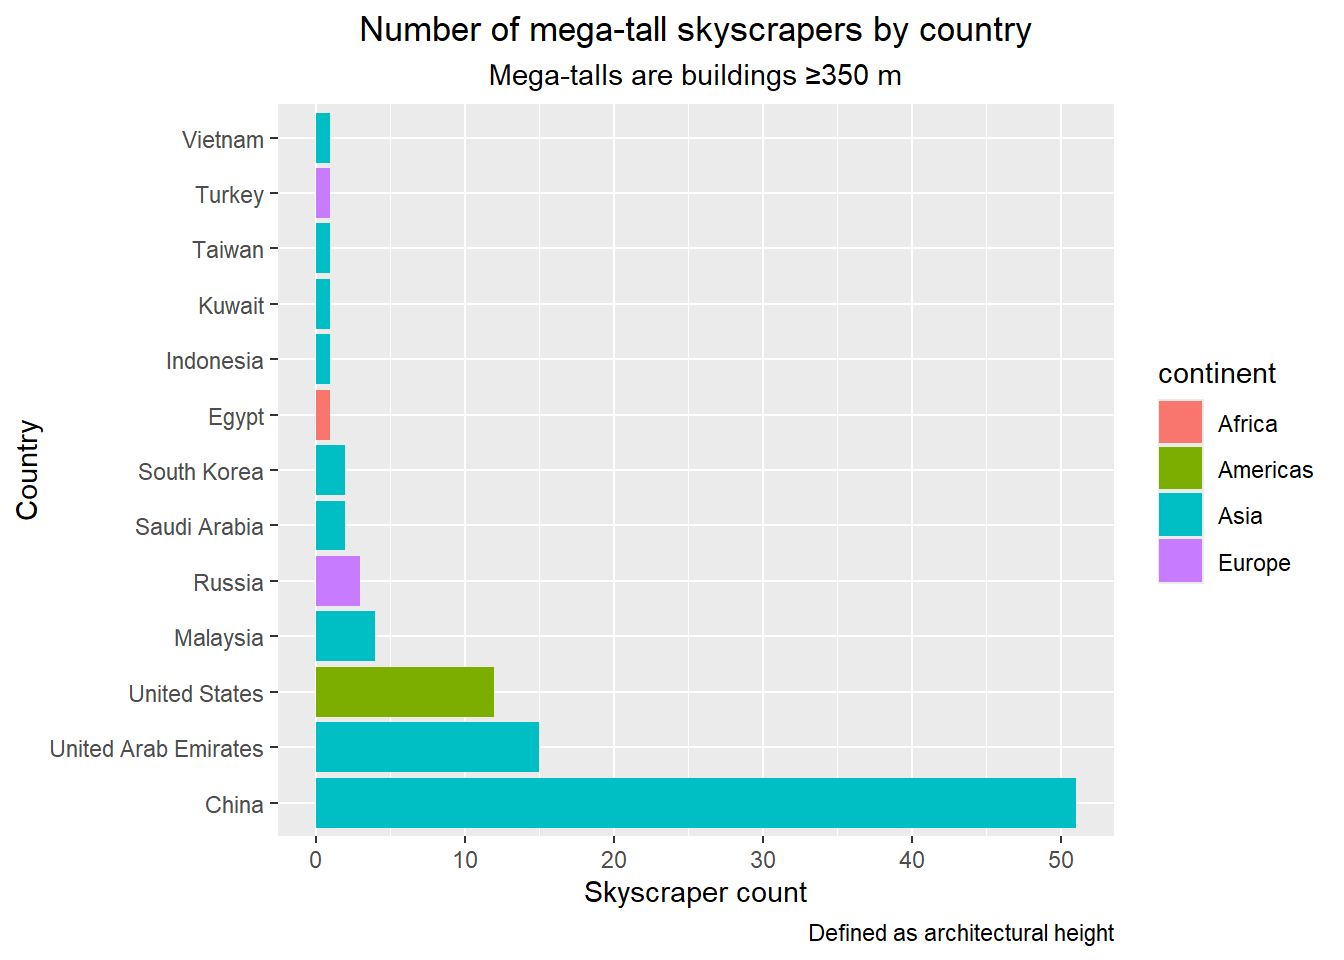 Number of mega-tall skyscrapers by country
Mega-talls are buildings ≥350 m
Country
Vietnam
Turkey
Taiwan
Kuwait
Indonesia
Egypt
South Korea
Saudi Arabia
Russia
Malaysia
United States
United Arab Emirates
China
0 10 20 30 40 50
Skyscraper count
Defined as architectural height
continent
Africa
Americas
Asia
Europe